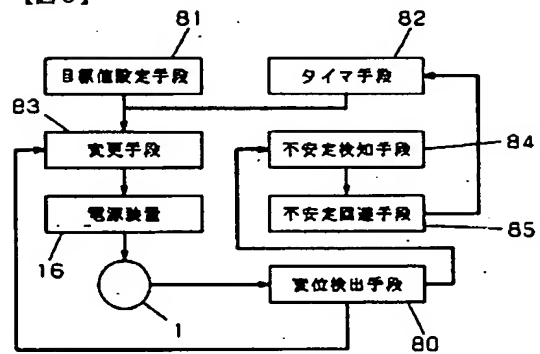 81
82
目標値設定手段
タイマ手段
83
変更手段
不安定検知手段
84
電源装置
不安定回避手段
85
16
変位検出手段
1
80